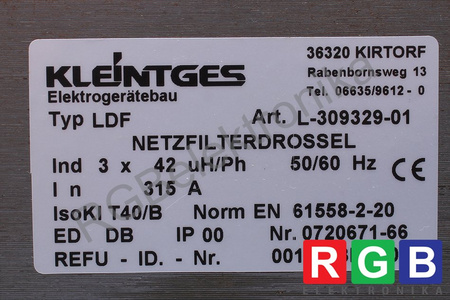 KLEINTGES
Elektrogerätebau
36320 KIRTORF
Rabenbornsweg 13
Tel. 06635/9612 - 0
Typ LDF Art. L-309329-01
NETZFILTERDROSSEL
Ind 3 x 42 uH/Ph 50/60 Hz CE
I n 315 A
IsoKl T40/B Norm EN 61558-2-20
ED DB IP 00 Nr. 0720671-66
REFU - ID. - Nr.
RGBelektronika
RGB
ELEKTRONIKA